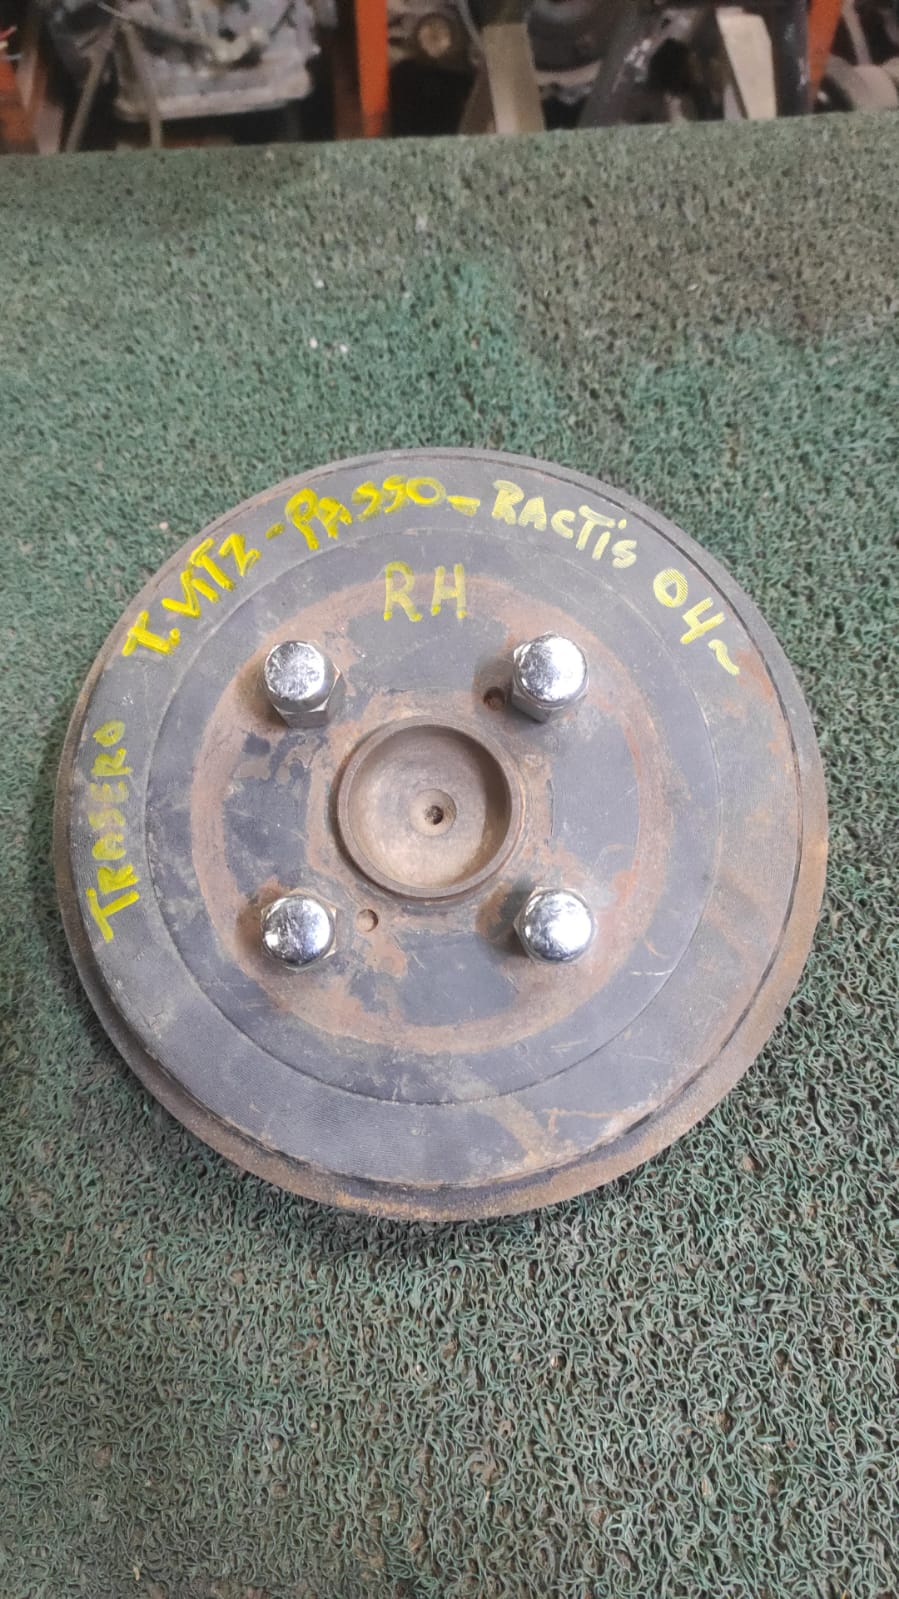 T. VITZ - PASSO - RACTIS 04~
RH
TRASERO